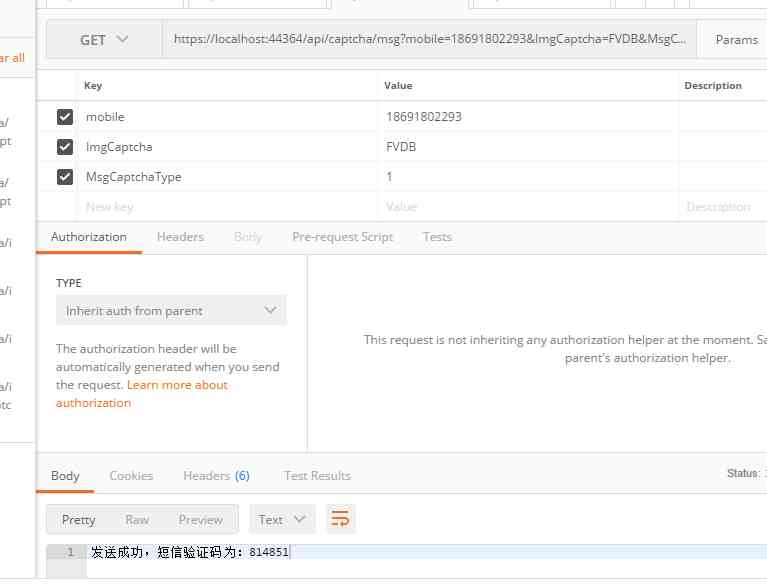 ar all
a/
pt
a/
pt
a/i
a/i
a/i
a/i
otc
GET https://localhost:44364/api/captcha/msg?mobile=18691802293&ImgCaptcha=FVDB&MsgC... Params
Key Value Description
mobile 18691802293
ImgCaptcha FVDB
MsgCaptchaType 1
New key Value Description
Authorization Headers Body Pre-request Script Tests
TYPE
Inherit auth from parent
The authorization header will be
automatically generated when you send
the request. Learn more about
authorization
This request is not inheriting any authorization helper at the moment. Sa
parent's authorization helper.
Body Cookies Headers (6) Test Results Status:
Pretty Raw Preview Text
1 发送成功，短信验证码为：814851